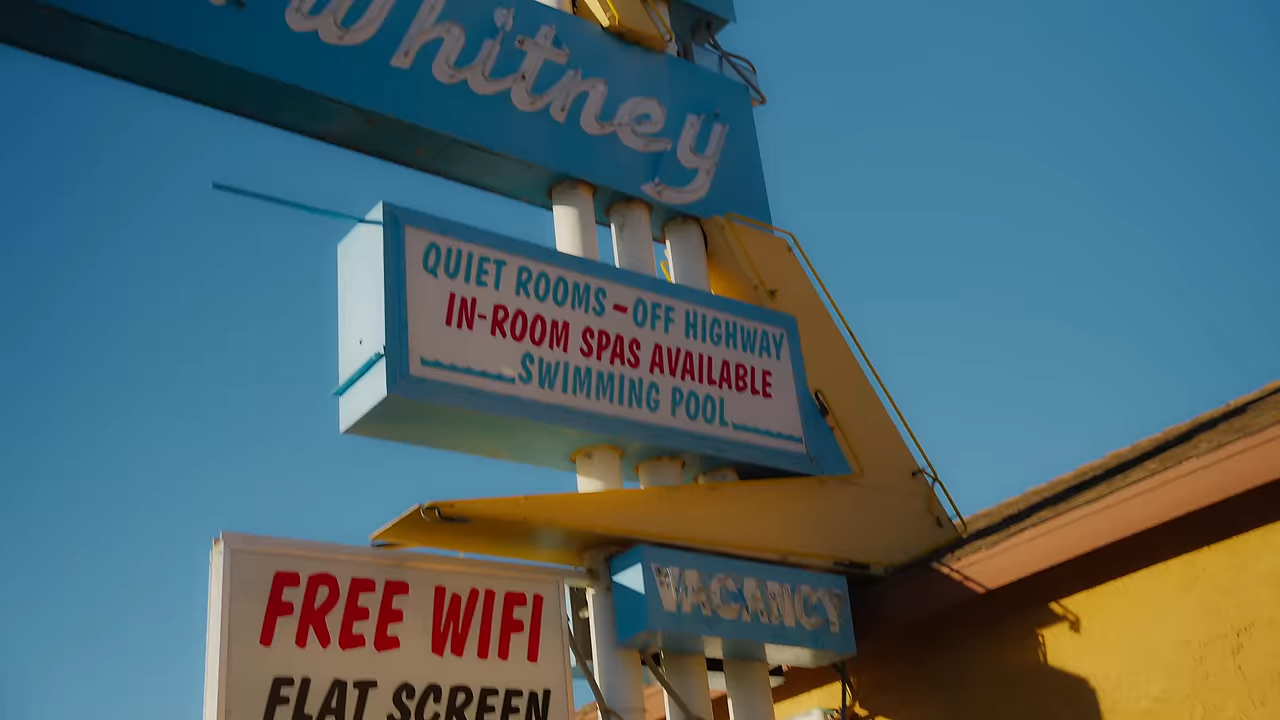 Whitney
QUIET ROOMS - OFF HIGHWAY
IN-ROOM SPAS AVAILABLE
SWIMMING POOL
FREE WIFI
FLAT SCREEN
VACANCY